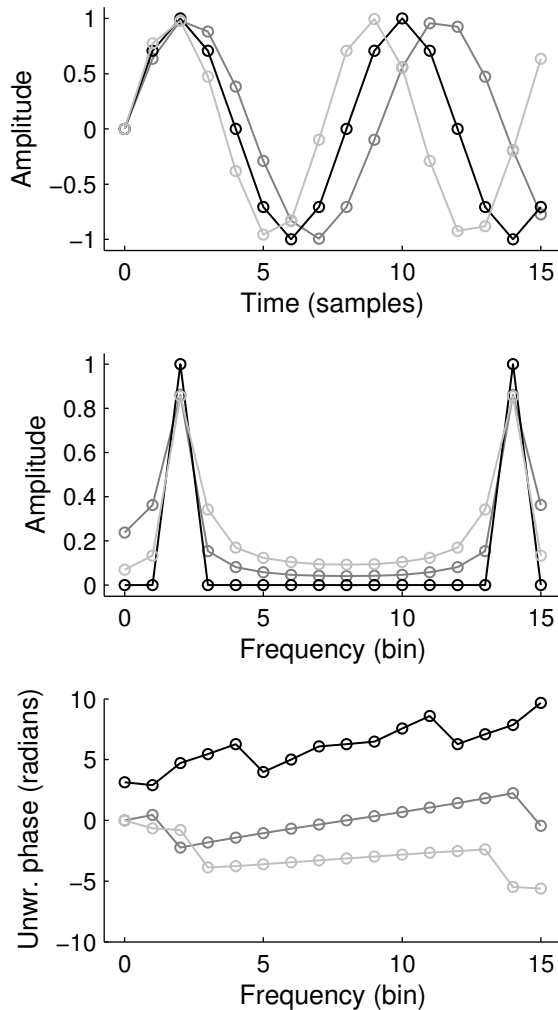 1
0.5
0
−0.5
−1
Amplitude
0 5 10 15
Time (samples)
1
0.8
0.6
0.4
0.2
0
Amplitude
0 5 10 15
Frequency (bin)
10
5
0
−5
−10
Unwr. phase (radians)
0 5 10 15
Frequency (bin)